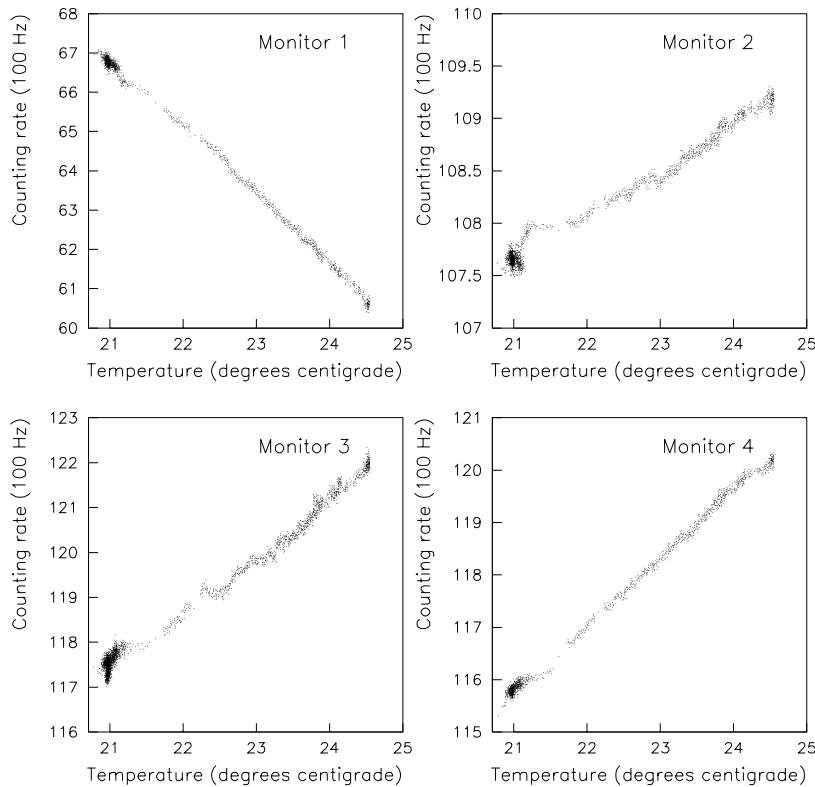 Monitor 1
Counting rate (100 Hz)
68
67
66
65
64
63
62
61
60
21 22 23 24 25
Temperature (degrees centigrade)
Monitor 2
Counting rate (100 Hz)
110
109.5
109
108.5
108
107.5
107
21 22 23 24 25
Temperature (degrees centigrade)
Monitor 3
Counting rate (100 Hz)
123
122
121
120
119
118
117
116
21 22 23 24 25
Temperature (degrees centigrade)
Monitor 4
Counting rate (100 Hz)
121
120
119
118
117
116
115
21 22 23 24 25
Temperature (degrees centigrade)